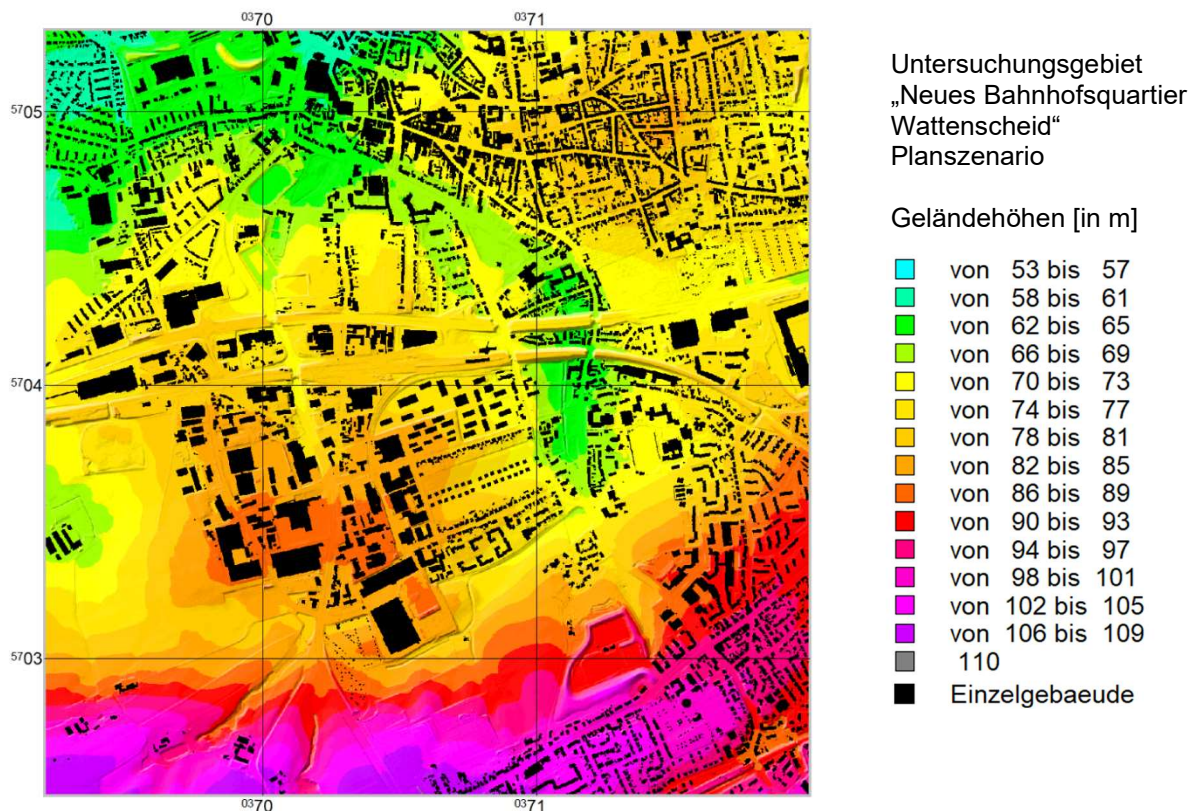 0370 0371
5705
5704
5703
0370 0371
Untersuchungsgebiet
„Neues Bahnhofsquartier
Wattenscheid“
Planszenario
Geländehöhen [in m]
von 53 bis 57
von 58 bis 61
von 62 bis 65
von 66 bis 69
von 70 bis 73
von 74 bis 77
von 78 bis 81
von 82 bis 85
von 86 bis 89
von 90 bis 93
von 94 bis 97
von 98 bis 101
von 102 bis 105
von 106 bis 109
110
Einzelgebaeude